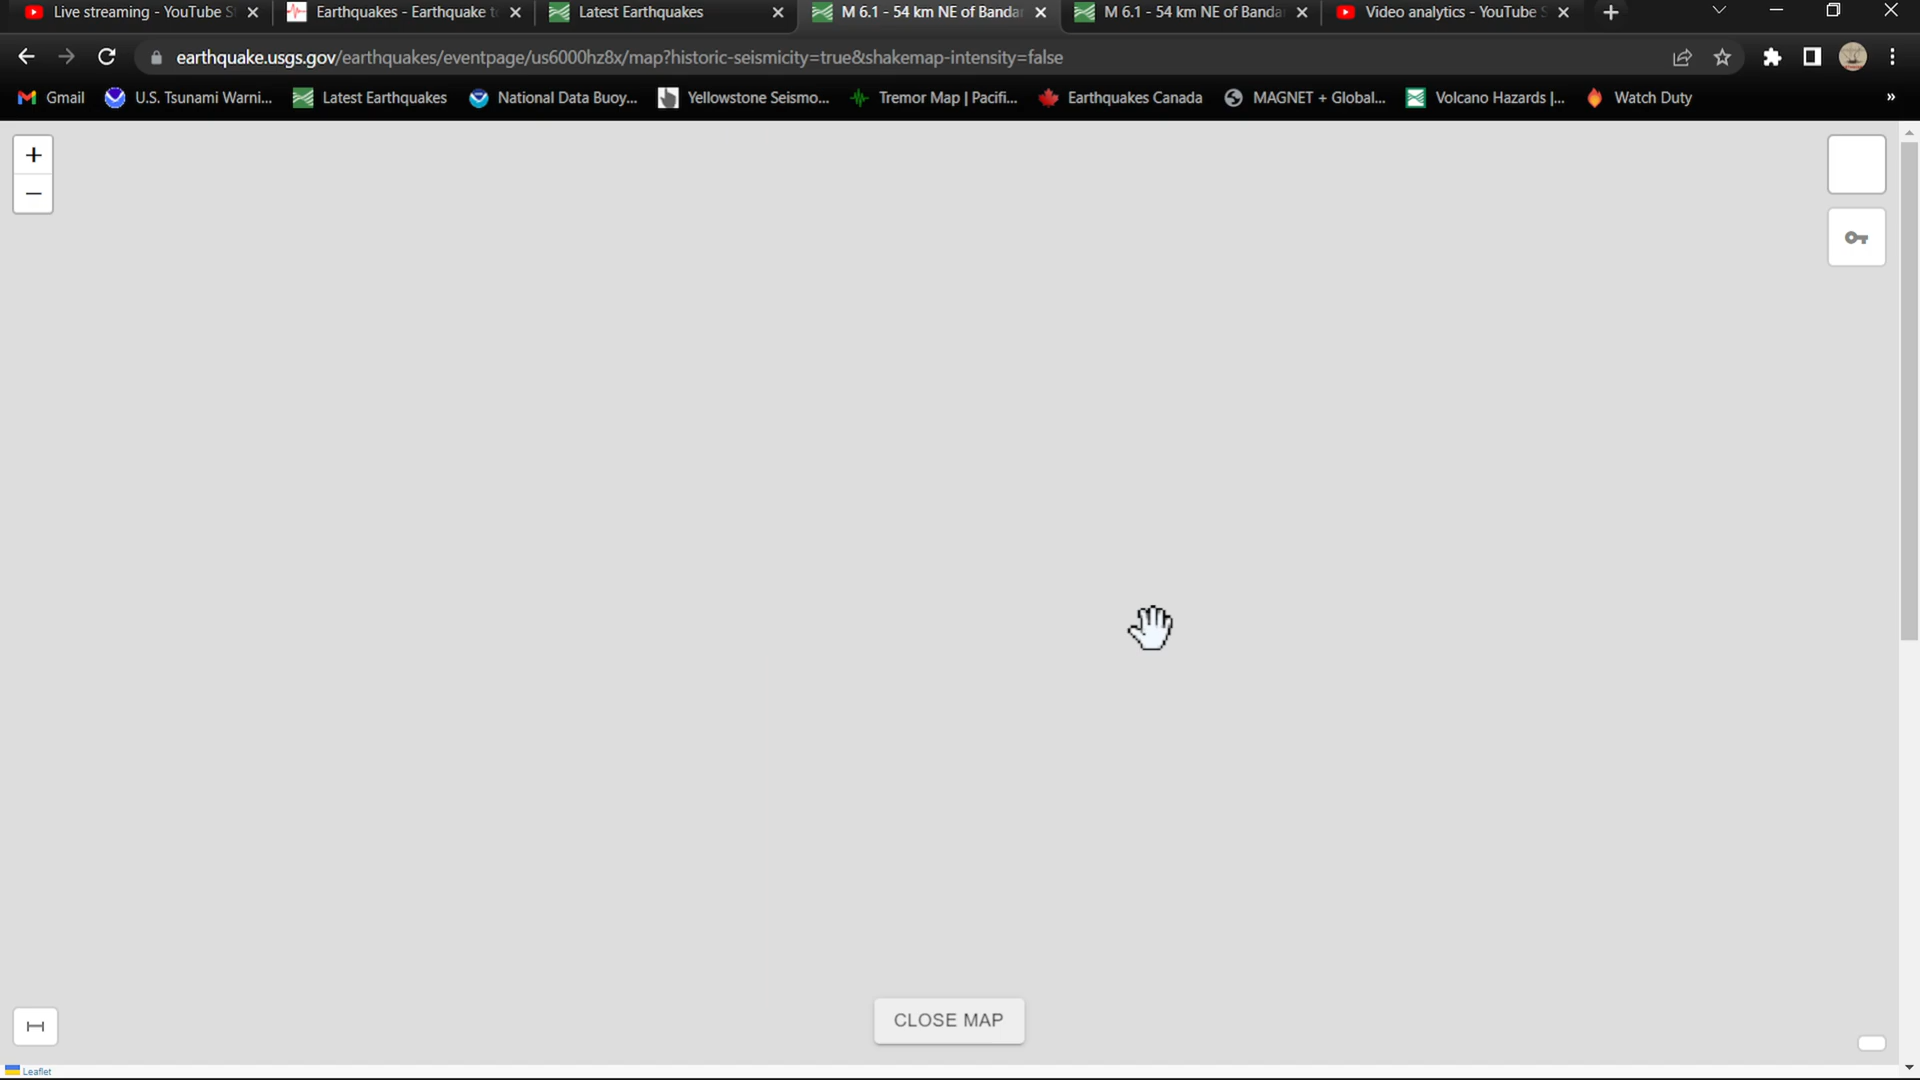 Live streaming - YouTube S
Earthquakes - Earthquake t
Latest Earthquakes
M 6.1 - 54 km NE of Banda
M 6.1 - 54 km NE of Banda
Video analytics - YouTube S
earthquake.usgs.gov/earthquakes/eventpage/us6000hz8x/map?historic-seismicity=true&shakemap-intensity=false
Gmail
U.S. Tsunami Warni...
Latest Earthquakes
National Data Buoy...
Yellowstone Seismo...
Tremor Map | Pacifi...
Earthquakes Canada
MAGNET + Global...
Volcano Hazards |...
Watch Duty
»
+
−
CLOSE MAP
Leaflet